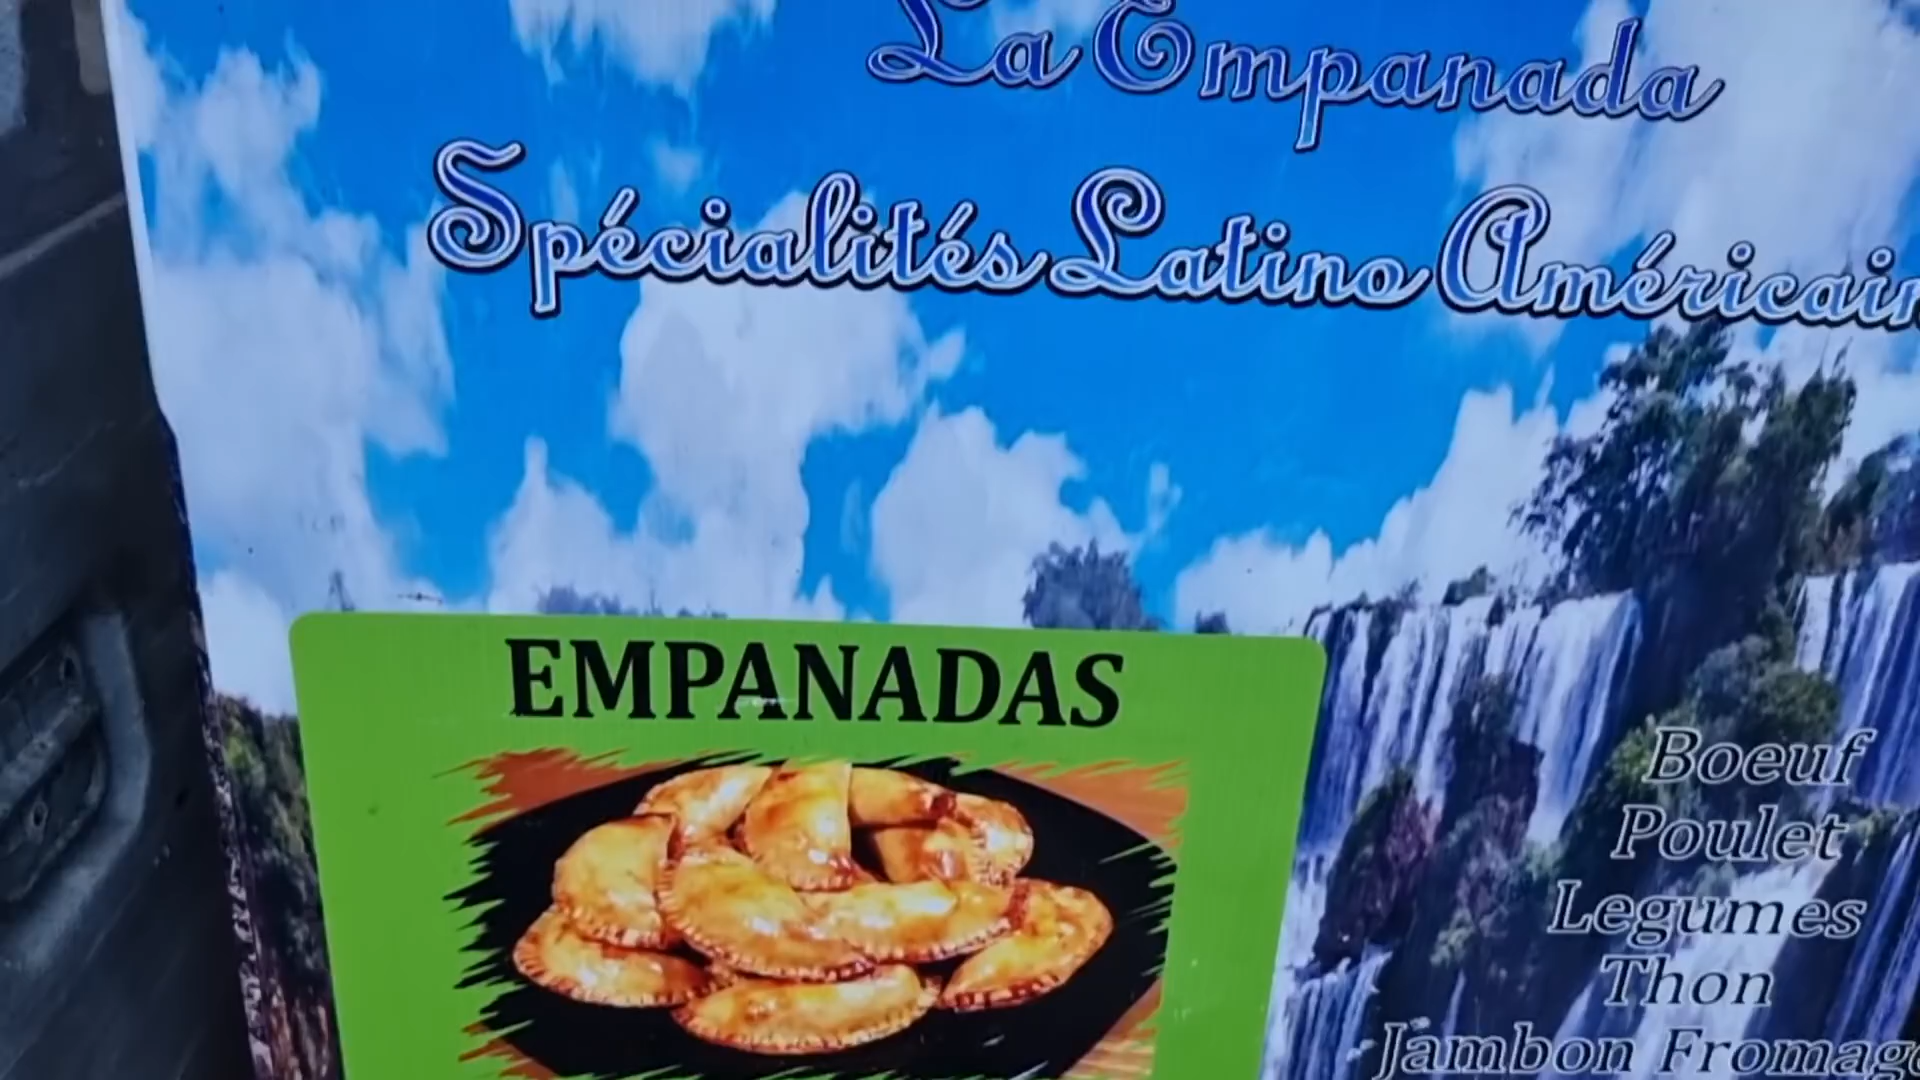 La Empanada
Spécialités Latino Américain
EMPANADAS
Boeuf
Poulet
Legumes
Thon
Jambon Fromage